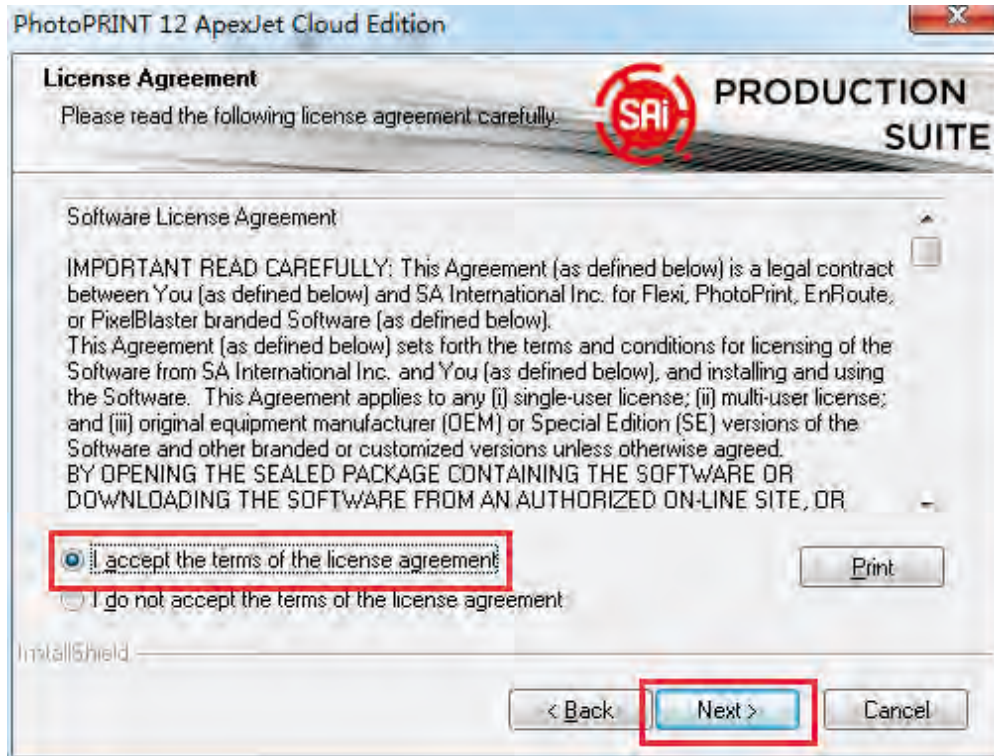 PhotoPRINT 12 ApexJet Cloud Edition
License Agreement
Please read the following license agreement carefully.
SAi
PRODUCTION
SUITE
Software License Agreement
IMPORTANT READ CAREFULLY: This Agreement (as defined below) is a legal contract
between You (as defined below) and SA International Inc. for Flexi, PhotoPrint, EnRoute,
or PixelBlaster branded Software (as defined below).
This Agreement (as defined below) sets forth the terms and conditions for licensing of the
Software from SA International Inc. and You (as defined below), and installing and using
the Software.  This Agreement applies to any (i) single-user license; (ii) multi-user license;
and (iii) original equipment manufacturer (OEM) or Special Edition (SE) versions of the
Software and other branded or customized versions unless otherwise agreed.
BY OPENING THE SEALED PACKAGE CONTAINING THE SOFTWARE OR
DOWNLOADING THE SOFTWARE FROM AN AUTHORIZED ON-LINE SITE, OR
I accept the terms of the license agreement
Print
I do not accept the terms of the license agreement
InstallShield
< Back
Next >
Cancel